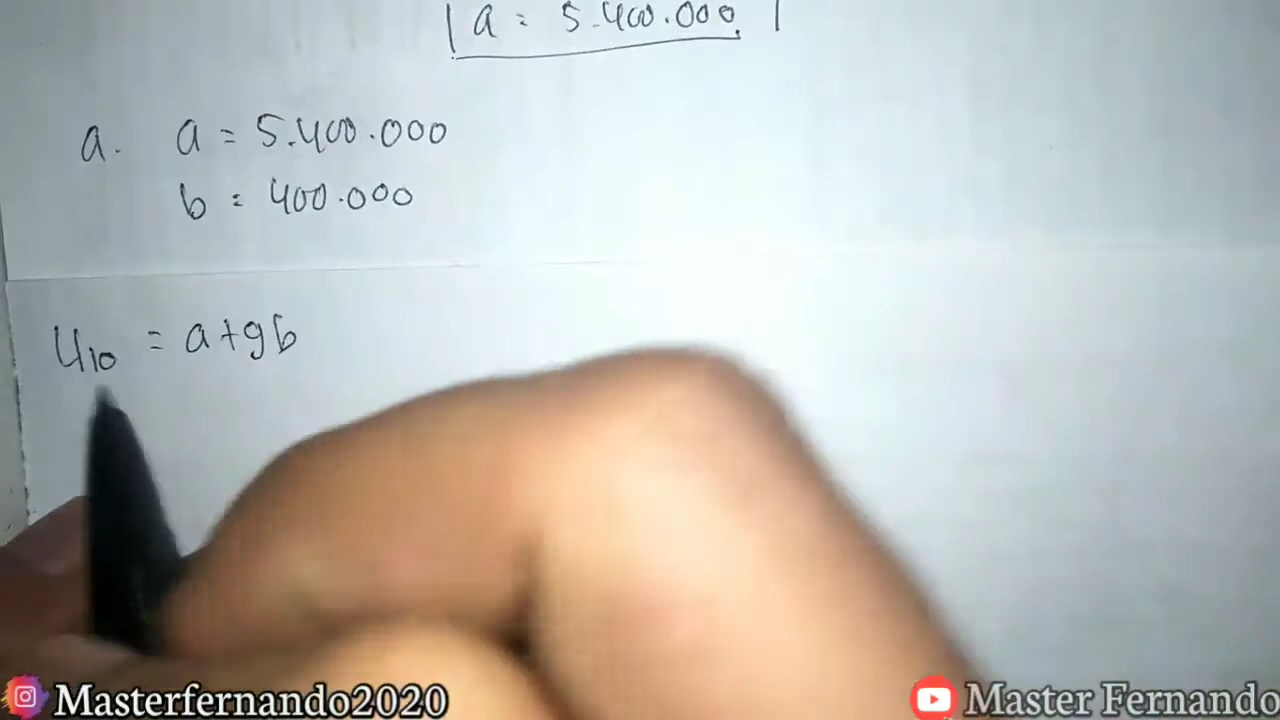 a = 5.400.000
a. a = 5.400.000
b = 400.000
U10 = a+9b
Masterfernando2020
Master Fernando